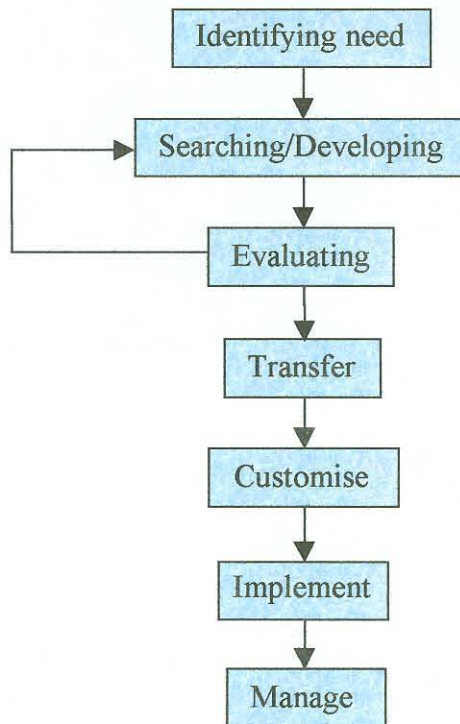 Identifying need
Searching/Developing
Evaluating
Transfer
Customise
Implement
Manage